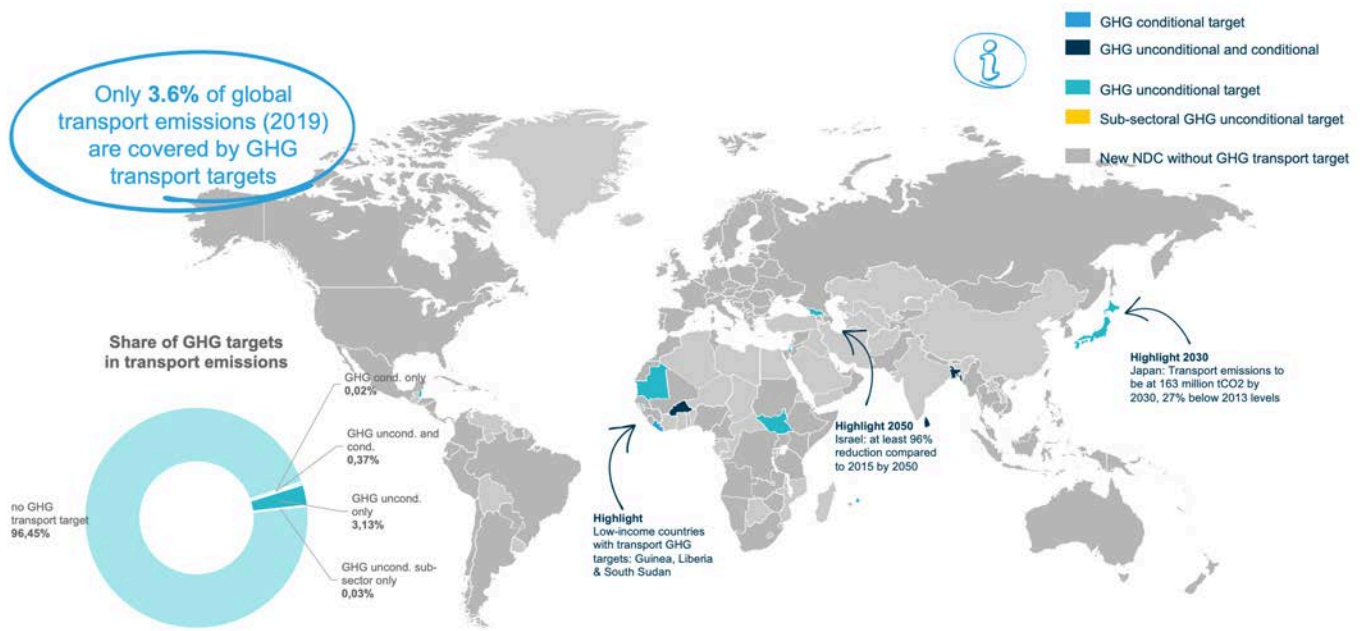 Only 3.6% of global
transport emissions (2019)
are covered by GHG
transport targets
GHG conditional target
GHG unconditional and conditional
GHG unconditional target
Sub-sectoral GHG unconditional target
New NDC without GHG transport target
Share of GHG targets
in transport emissions
GHG cond. only
0,02%
GHG uncond. and
cond.
0,37%
GHG uncond.
only
3,13%
GHG uncond. sub-
sector only
0,03%
no GHG
transport target
96,45%
Highlight
Low-income countries
with transport GHG
targets: Guinea, Liberia
& South Sudan
Highlight 2050
Israel: at least 96%
reduction compared
to 2015 by 2050
Highlight 2030
Japan: Transport emissions to
be at 163 million tCO2 by
2030, 27% below 2013 levels